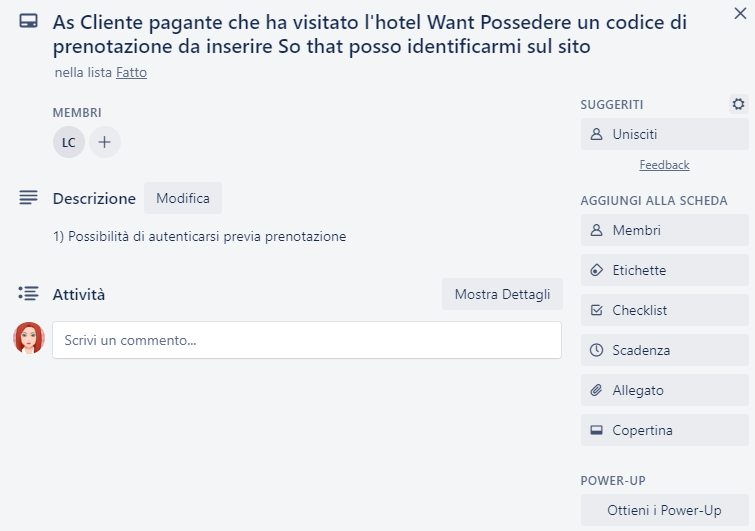 As Cliente pagante che ha visitato l'hotel Want Possedere un codice di
prenotazione da inserire So that posso identificarmi sul sito
nella lista Fatto
MEMBRI
LC
Descrizione
Modifica
1) Possibilità di autenticarsi previa prenotazione
Attività
Mostra Dettagli
Scrivi un commento...
SUGGERITI
Unisciti
Feedback
AGGIUNGI ALLA SCHEDA
Membri
Etichette
Checklist
Scadenza
Allegato
Copertina
POWER-UP
Ottieni i Power-Up